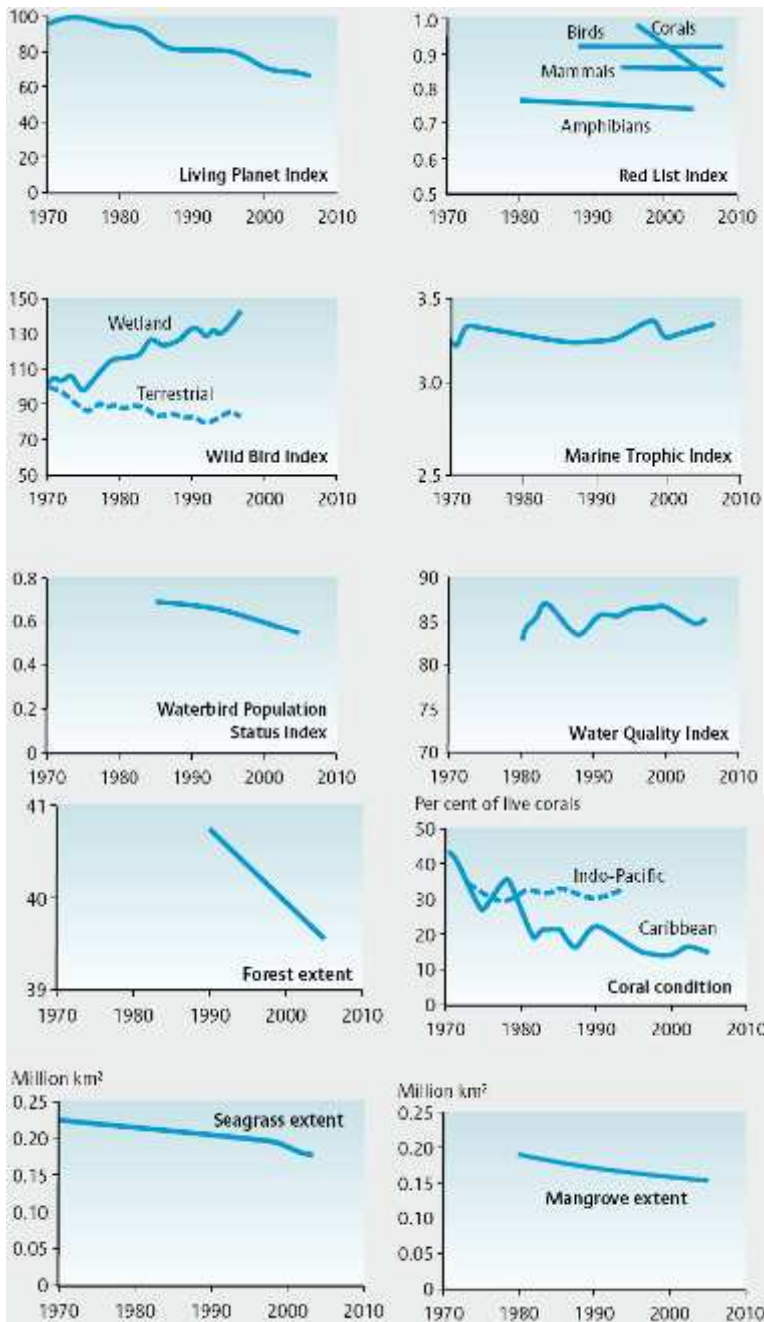 100
80
60
40
20
0
Living Planet Index
1970 1980 1990 2000 2010
1.0
0.9
0.8
0.7
0.6
0.5
Birds Corals
Mammals
Amphibians
Red List Index
1970 1980 1990 2000 2010
150
130
110
90
70
50
Wetland
Terrestrial
Wild Bird Index
1970 1980 1990 2000 2010
3.5
3.0
2.5
Marine Trophic Index
1970 1980 1990 2000 2010
0.8
0.6
0.4
0.2
0
Waterbird Population
Status Index
1970 1980 1990 2000 2010
90
85
80
75
70
Water Quality Index
1970 1980 1990 2000 2010
41
40
39
Forest extent
1970 1980 1990 2000 2010
Per cent of live corals
50
40
30
20
10
0
Indo-Pacific
Caribbean
Coral condition
1970 1980 1990 2000 2010
Million km²
0.25
0.20
0.15
0.10
0.05
0
Seagrass extent
1970 1980 1990 2000 2010
Million km²
0.25
0.20
0.15
0.10
0.05
0
Mangrove extent
1970 1980 1990 2000 2010